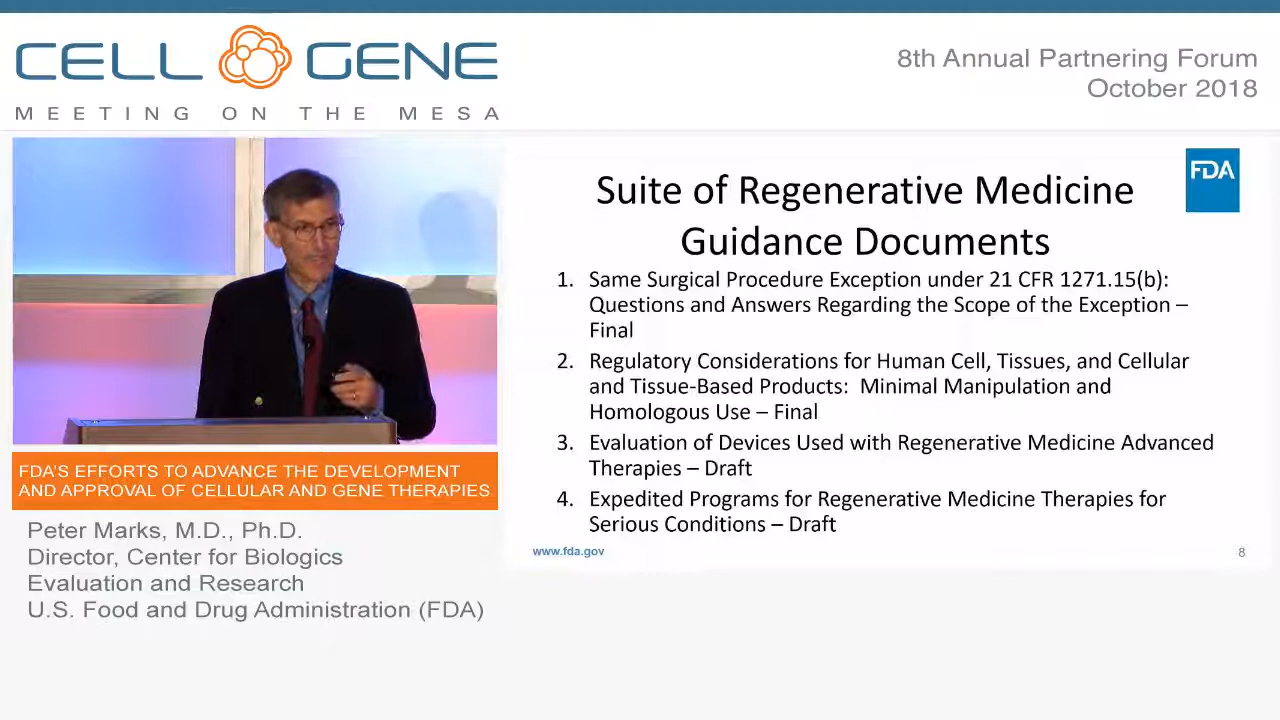 CELL GENE
MEETING ON THE MESA
8th Annual Partnering Forum
October 2018
FDA'S EFFORTS TO ADVANCE THE DEVELOPMENT
AND APPROVAL OF CELLULAR AND GENE THERAPIES
Peter Marks, M.D., Ph.D.
Director, Center for Biologics
Evaluation and Research
U.S. Food and Drug Administration (FDA)
FDA
Suite of Regenerative Medicine
Guidance Documents
1. Same Surgical Procedure Exception under 21 CFR 1271.15(b):
Questions and Answers Regarding the Scope of the Exception –
Final
2. Regulatory Considerations for Human Cell, Tissues, and Cellular
and Tissue-Based Products: Minimal Manipulation and
Homologous Use – Final
3. Evaluation of Devices Used with Regenerative Medicine Advanced
Therapies – Draft
4. Expedited Programs for Regenerative Medicine Therapies for
Serious Conditions – Draft
www.fda.gov
8